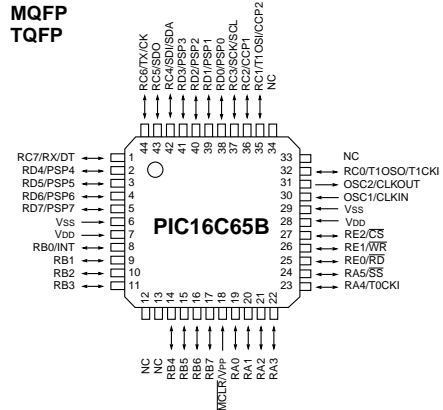 MQFP
TQFP
RC6/TX/CK
RC5/SDO
RC4/SDI/SDA
RD3/PSP3
RD2/PSP2
RD1/PSP1
RD0/PSP0
RC3/SCK/SCL
RC2/CCP1
RC1/T1OSI/CCP2
NC
44 43 42 41 40 39 38 37 36 35 34
RC7/RX/DT 1
RD4/PSP4 2
RD5/PSP5 3
RD6/PSP6 4
RD7/PSP7 5
VSS 6
VDD 7
RB0/INT 8
RB1 9
RB2 10
RB3 11
PIC16C65B
33 NC
32 RC0/T1OSO/T1CKI
31 OSC2/CLKOUT
30 OSC1/CLKIN
29 VSS
28 VDD
27 RE2/CS
26 RE1/WR
25 RE0/RD
24 RA5/SS
23 RA4/T0CKI
12 13 14 15 16 17 18 19 20 21 22
NC
NC
RB4
RB5
RB6
RB7
MCLR/VPP
RA0
RA1
RA2
RA3